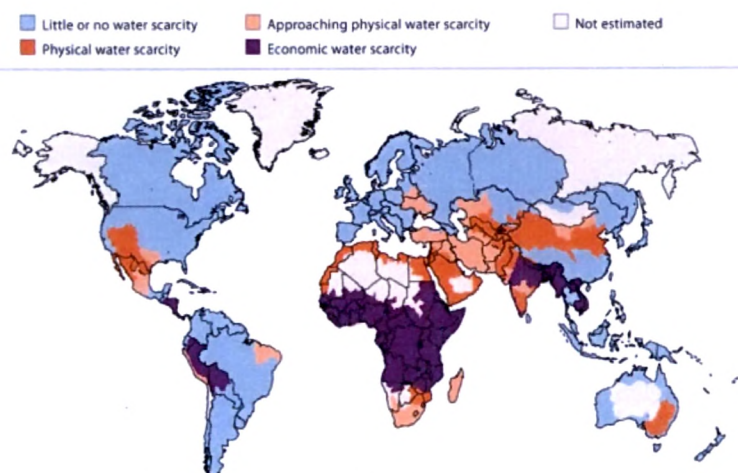 Little or no water scarcity
Approaching physical water scarcity
Not estimated
Physical water scarcity
Economic water scarcity